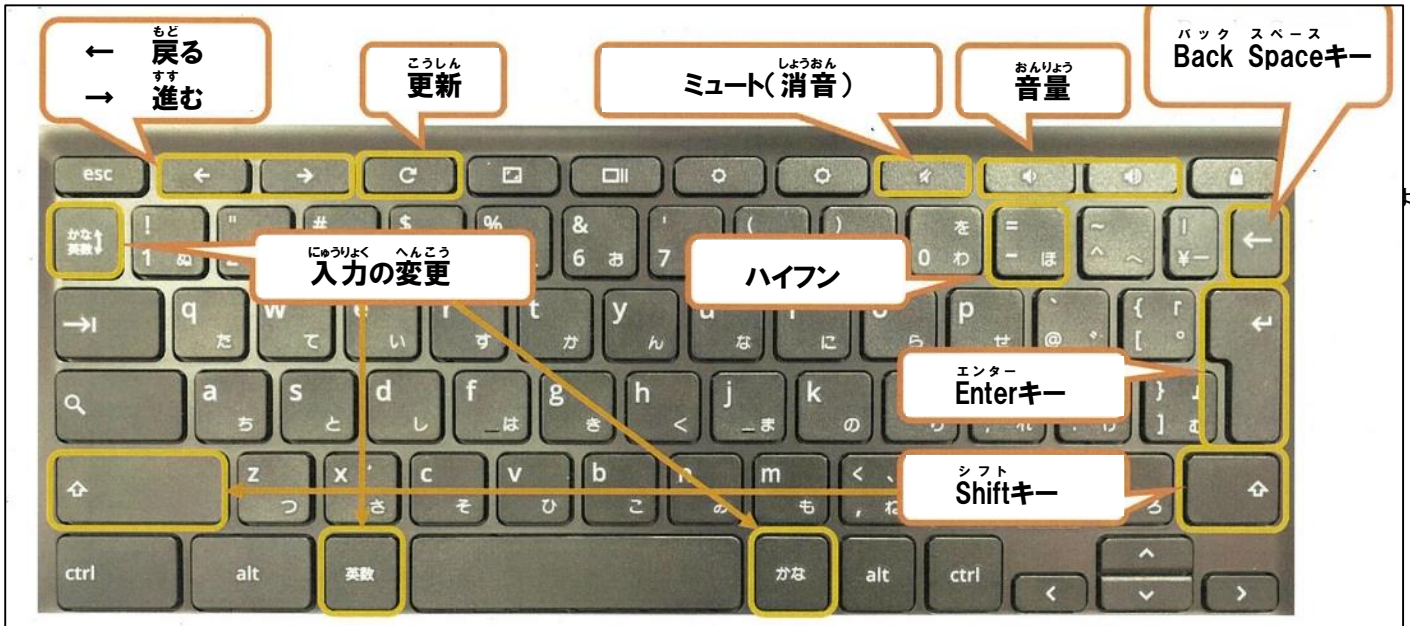 ← 戻る
→ 進む
もど
すす
更新
こうしん
ミュート(消音)
しょうおん
音量
おんりょう
バック スペース
Back Spaceキー
esc
かな
英数
! 1 ぬ
"
#
$
%
& 6 お
' 7
(
)
を 0 わ
= - ほ
~ ^ へ
| ¥ ー
にゅうりょく へんこう
入力の変更
ハイフン
q た
w て
e い
r す
t か
y ん
な
に
ら
p せ
` @ ゛
{ 「 [ ゜
エンター
Enterキー
a ち
s と
d し
f は
g き
h く
j ま
k の
} 」 ] む
シフト
Shiftキー
z つ
x さ
c そ
v ひ
b こ
n み
m も
< 、 , ね
ろ
ctrl
alt
英数
かな
alt
ctrl